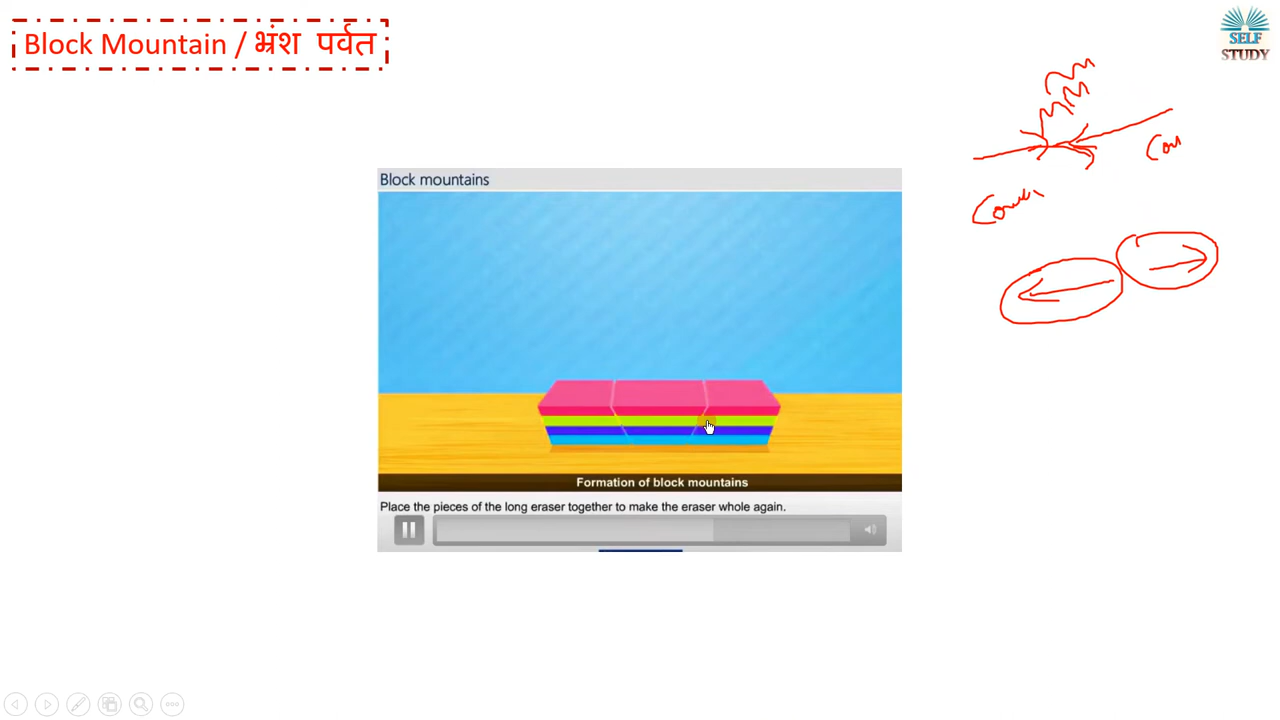 Block Mountain / भ्रंश पर्वत
SELF
STUDY
Block mountains
Formation of block mountains
Place the pieces of the long eraser together to make the eraser whole again.